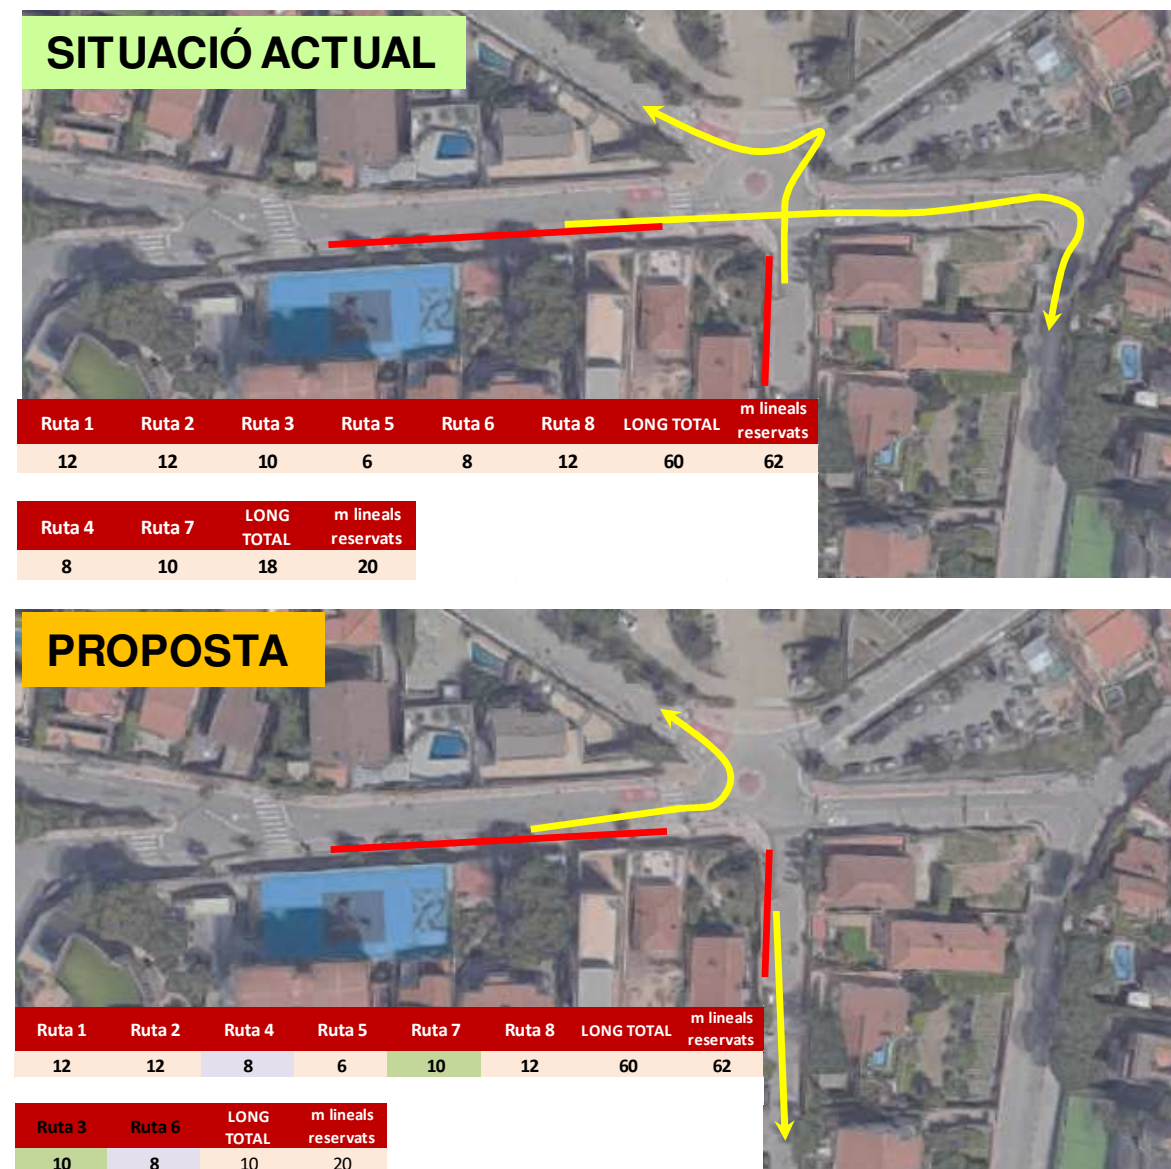 SITUACIÓ ACTUAL
Ruta 1 Ruta 2 Ruta 3 Ruta 5 Ruta 6 Ruta 8 LONG TOTAL m lineals reservats
12 12 10 6 8 12 60 62
Ruta 4 Ruta 7 LONG TOTAL m lineals reservats
8 10 18 20
PROPOSTA
Ruta 1 Ruta 2 Ruta 4 Ruta 5 Ruta 7 Ruta 8 LONG TOTAL m lineals reservats
12 12 8 6 10 12 60 62
Ruta 3 Ruta 6 LONG TOTAL m lineals reservats
10 8 10 20